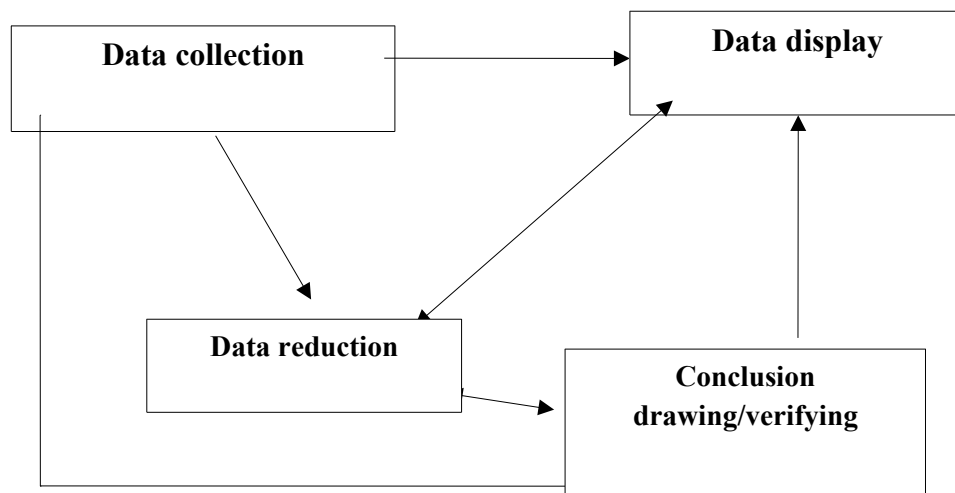 Data collection
Data display
Data reduction
Conclusion
drawing/verifying